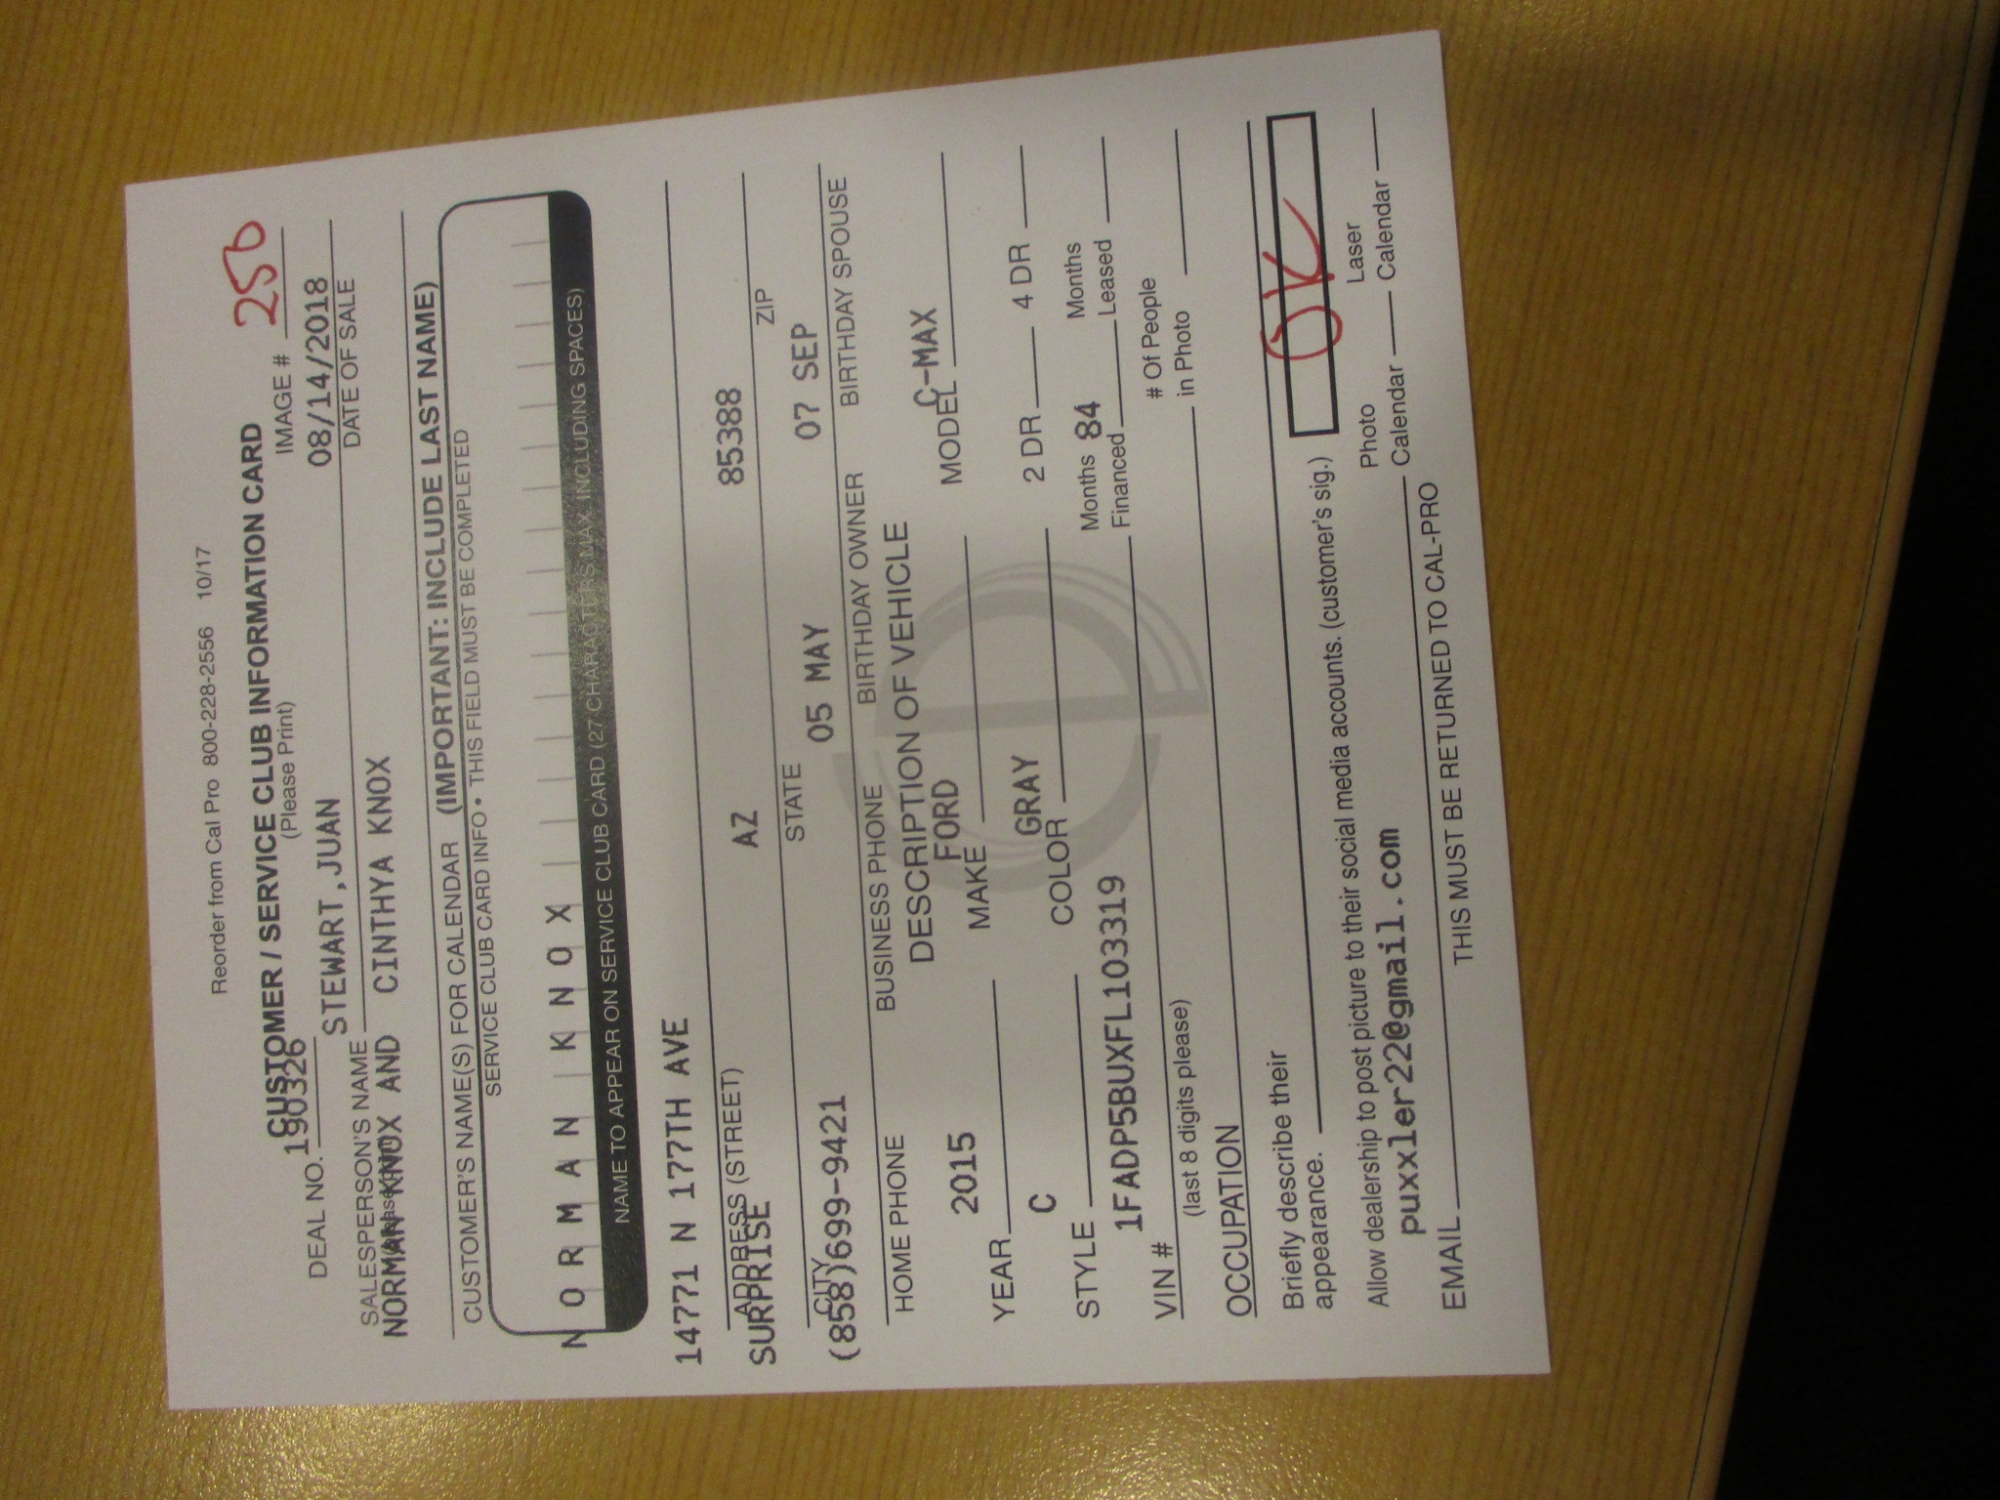 Reorder from Cal Pro 800-228-2556 10/17
CUSTOMER / SERVICE CLUB INFORMATION CARD
(Please Print)
DEAL NO. 190326 IMAGE # 250
STEWART,JUAN 08/14/2018
SALESPERSON'S NAME DATE OF SALE
NORMAN KNOX AND CINTHYA KNOX
CUSTOMER'S NAME(S) FOR CALENDAR (IMPORTANT: INCLUDE LAST NAME)
SERVICE CLUB CARD INFO • THIS FIELD MUST BE COMPLETED
NORMAN KNOX
NAME TO APPEAR ON SERVICE CLUB CARD (27 CHARACTERS MAX. INCLUDING SPACES)
14771 N 177TH AVE
ADDRESS (STREET)
SURPRISE AZ 85388
CITY STATE ZIP
(858)699-9421 05 MAY 07 SEP
HOME PHONE BUSINESS PHONE BIRTHDAY OWNER BIRTHDAY SPOUSE
DESCRIPTION OF VEHICLE
YEAR 2015 MAKE FORD MODEL C-MAX
STYLE C COLOR GRAY 2 DR 4 DR
VIN # 1FADP5BUXFL103319 Months Financed 84 Months Leased
(last 8 digits please)
OCCUPATION # Of People in Photo
Briefly describe their
appearance.
Allow dealership to post picture to their social media accounts. (customer's sig.) OK
EMAIL puxxler22@gmail.com Photo Calendar Laser Calendar
THIS MUST BE RETURNED TO CAL-PRO